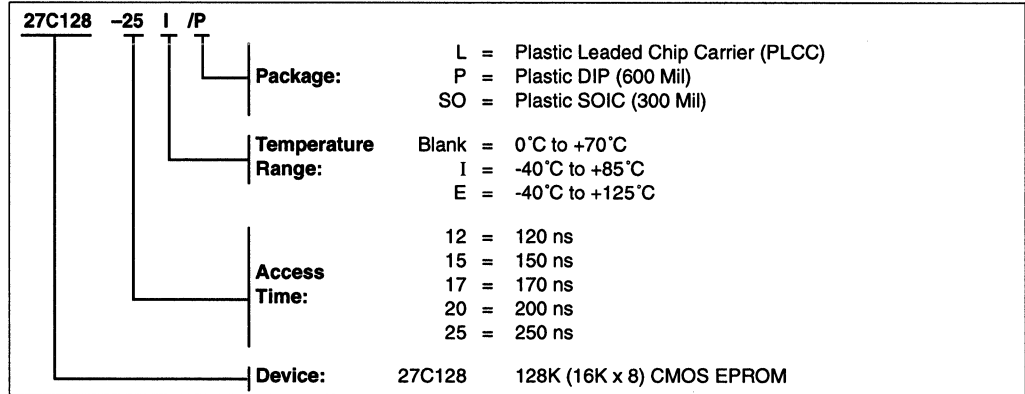 27C128 –25 I /P
Package: L = Plastic Leaded Chip Carrier (PLCC)
P = Plastic DIP (600 Mil)
SO = Plastic SOIC (300 Mil)
Temperature Range: Blank = 0˚C to +70˚C
I = -40˚C to +85˚C
E = -40˚C to +125˚C
Access Time: 12 = 120 ns
15 = 150 ns
17 = 170 ns
20 = 200 ns
25 = 250 ns
Device: 27C128 128K (16K x 8) CMOS EPROM